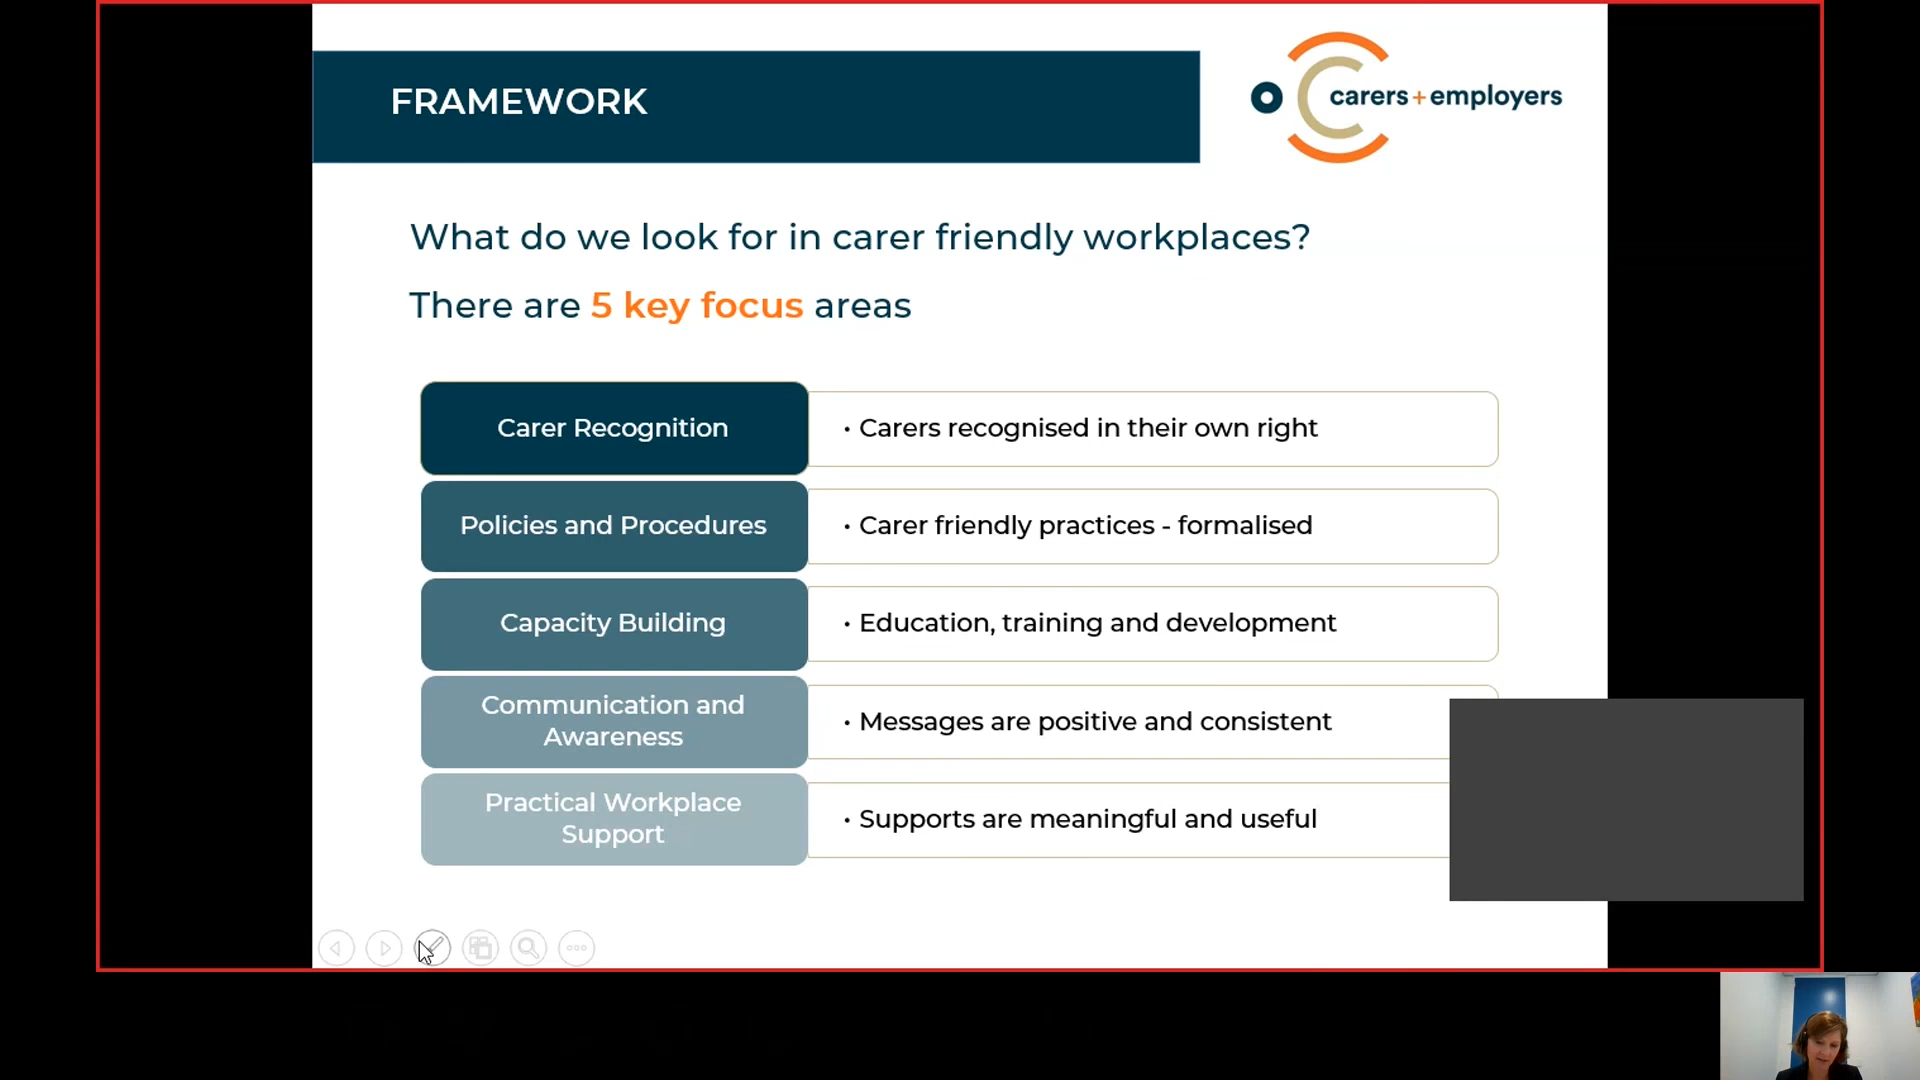 FRAMEWORK
carers+employers
What do we look for in carer friendly workplaces?
There are 5 key focus areas
Carer Recognition
• Carers recognised in their own right
Policies and Procedures
• Carer friendly practices - formalised
Capacity Building
• Education, training and development
Communication and
Awareness
• Messages are positive and consistent
Practical Workplace
Support
• Supports are meaningful and useful